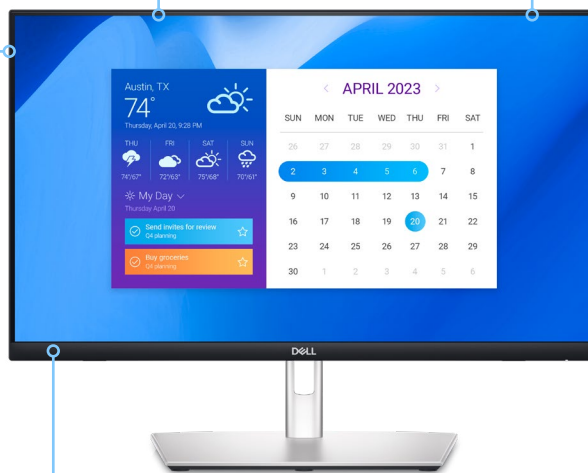 Austin, TX
74°
Thursday, April 20, 9:28 PM
THU FRI SAT SUN
74°/67° 72°/63° 75°/68° 70°/61°
My Day
Thursday April 20
Send invites for review
Q4 planning
Buy groceries
Q4 planning
< APRIL 2023 >
SUN MON TUE WED THU FRI SAT
26 27 28 29 30 31 1
2 3 4 5 6 7 8
9 10 11 12 13 14 15
16 17 18 19 20 21 22
23 24 25 26 27 28 29
30 1 2 3 4 5 6
DELL